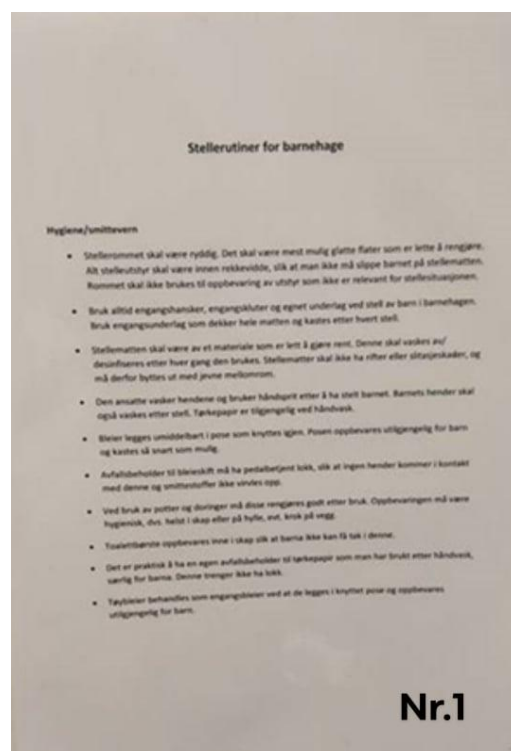 Stellerutiner for barnehage
Hygiene/smittevern
• Stellerommet skal være ryddig. Det skal være mest mulig glatte flater som er lette å rengjøre.
Alt stelleutstyr skal være innen rekkevidde, slik at man ikke må slippe barnet på stellematten.
Rommet skal ikke brukes til oppbevaring av utstyr som ikke er relevant for stellesituasjonen.
• Bruk alltid engangshansker, engangskluter og egnet underlag ved stell av barn i barnehagen.
Bruk engangsunderlag som dekker hele matten og kastes etter hvert stell.
• Stellematten skal være av et materiale som er lett å gjøre rent. Denne skal vaskes av/
desinfiseres etter hver gang den brukes. Stellematter skal ikke ha rifter eller slitasjeskader, og
må derfor byttes ut med jevne mellomrom.
• Den ansatte vasker hendene og bruker håndsprit etter å ha stelt barnet. Barnets hender skal
også vaskes etter stell. Tørkepapir er tilgjengelig ved håndvask.
• Bleier legges umiddelbart i pose som knyttes igjen. Posen oppbevares utilgjengelig for barn
og kastes så snart som mulig.
• Avfallsbeholder til bleieskift må ha pedalbetjent lokk, slik at ingen hender kommer i kontakt
med denne og smittestoffer ikke virvles opp.
• Ved bruk av potter og doringer må disse rengjøres godt etter bruk. Oppbevaringen må være
hygienisk, dvs. helst i skap eller på hylle, evt. krok på vegg.
• Toalettbørste oppbevares inne i skap slik at barna ikke kan få tak i denne.
• Det er praktisk å ha en egen avfallsbeholder til tørkepapir som man har brukt etter håndvask,
særlig for barna. Denne trenger ikke ha lokk.
• Tøybleier behandles som engangsbleier ved at de legges i knyttet pose og oppbevares
utilgjengelig for barn.
Nr.1